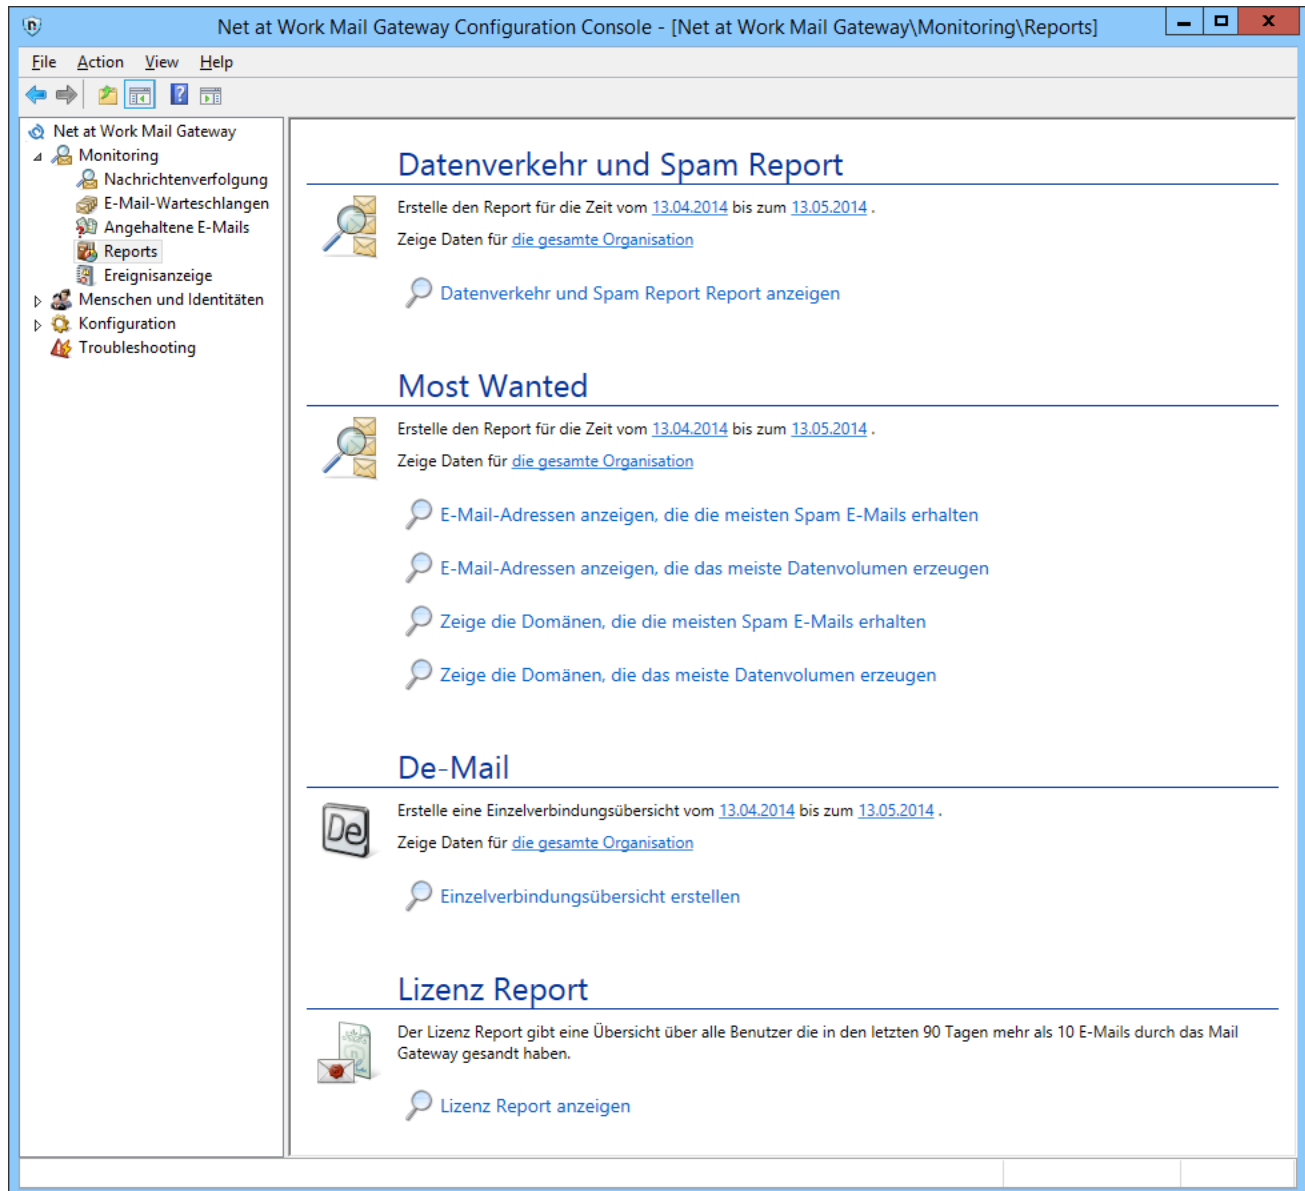 Net at Work Mail Gateway Configuration Console - [Net at Work Mail Gateway\Monitoring\Reports]
File Action View Help
Net at Work Mail Gateway
Monitoring
Nachrichtenverfolgung
E-Mail-Warteschlangen
Angehaltene E-Mails
Reports
Ereignisanzeige
Menschen und Identitäten
Konfiguration
Troubleshooting
Datenverkehr und Spam Report
Erstelle den Report für die Zeit vom 13.04.2014 bis zum 13.05.2014 .
Zeige Daten für die gesamte Organisation
Datenverkehr und Spam Report Report anzeigen
Most Wanted
Erstelle den Report für die Zeit vom 13.04.2014 bis zum 13.05.2014 .
Zeige Daten für die gesamte Organisation
E-Mail-Adressen anzeigen, die die meisten Spam E-Mails erhalten
E-Mail-Adressen anzeigen, die das meiste Datenvolumen erzeugen
Zeige die Domänen, die die meisten Spam E-Mails erhalten
Zeige die Domänen, die das meiste Datenvolumen erzeugen
De-Mail
De
Erstelle eine Einzelverbindungsübersicht vom 13.04.2014 bis zum 13.05.2014 .
Zeige Daten für die gesamte Organisation
Einzelverbindungsübersicht erstellen
Lizenz Report
Der Lizenz Report gibt eine Übersicht über alle Benutzer die in den letzten 90 Tagen mehr als 10 E-Mails durch das Mail
Gateway gesandt haben.
Lizenz Report anzeigen